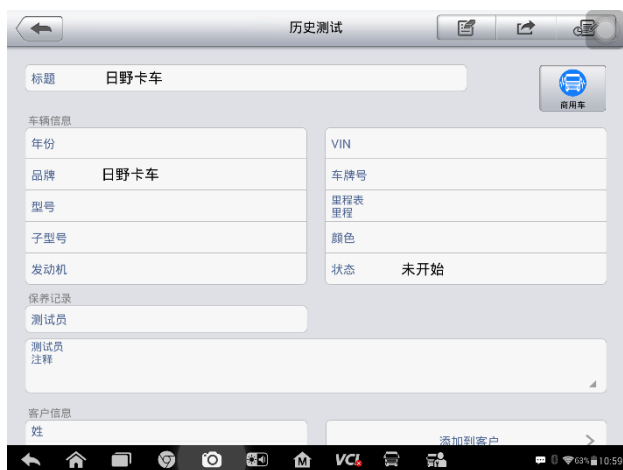 历史测试
标题 日野卡车
商用车
车辆信息
年份
VIN
品牌 日野卡车
车牌号
型号
里程表
里程
子型号
颜色
发动机
状态 未开始
保养记录
测试员
测试员
注释
客户信息
姓
添加到客户
M VCI 63% 10:59